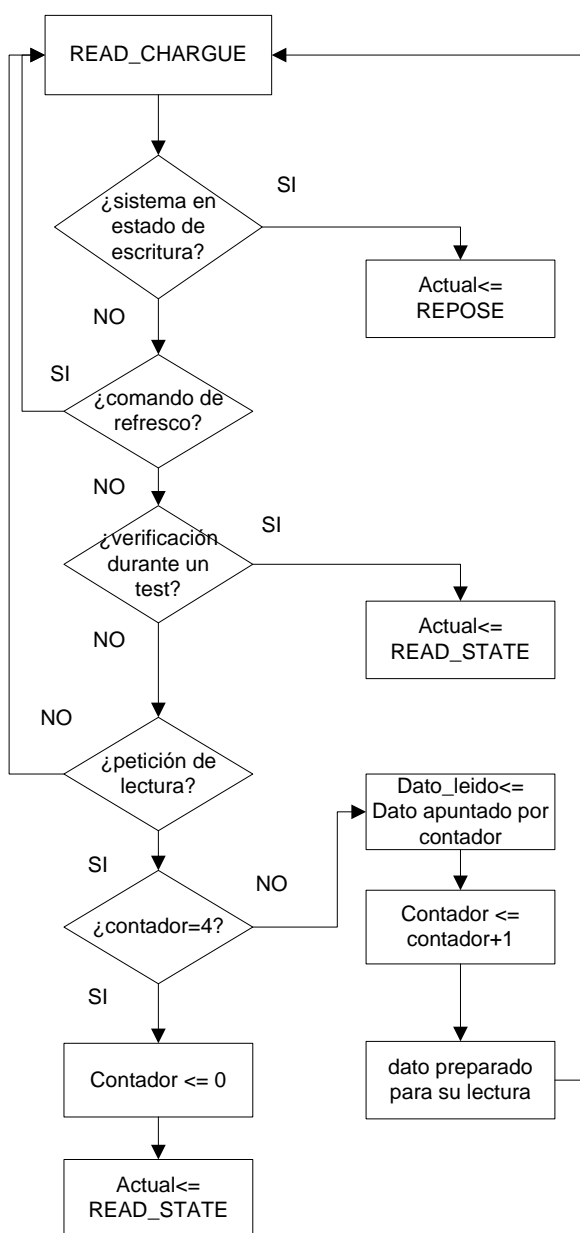 READ_CHARGUE
¿sistema en
estado de
escritura?
SI
Actual<=
REPOSE
NO
SI
¿comando de
refresco?
NO
¿verificación
durante un
test?
SI
Actual<=
READ_STATE
NO
NO
¿petición de
lectura?
Dato_leido<=
Dato apuntado por
contador
SI
NO
¿contador=4?
Contador <=
contador+1
SI
Contador <= 0
dato preparado
para su lectura
Actual<=
READ_STATE